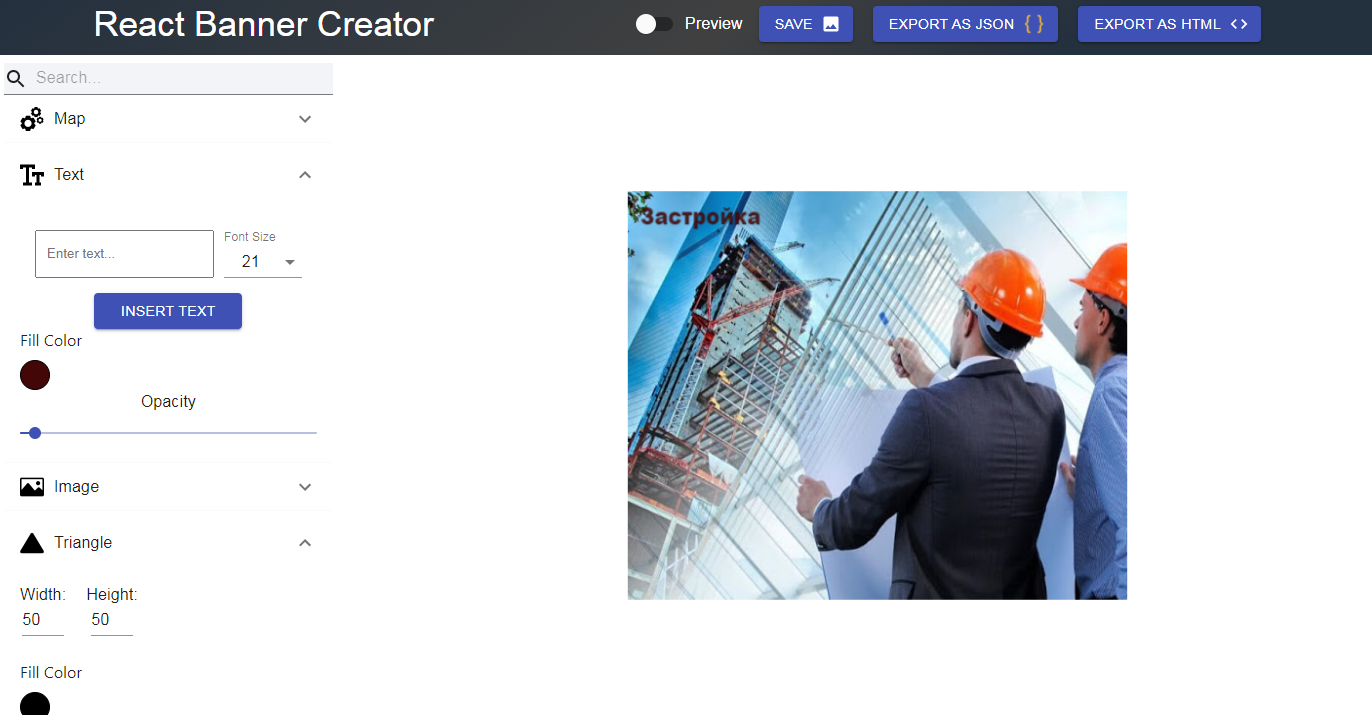 React Banner Creator
Preview
SAVE
EXPORT AS JSON { }
EXPORT AS HTML <>
Search...
Map
Tт Text
Enter text...
Font Size
21
INSERT TEXT
Fill Color
Opacity
Image
Triangle
Width: Height:
50 50
Fill Color
Застройка